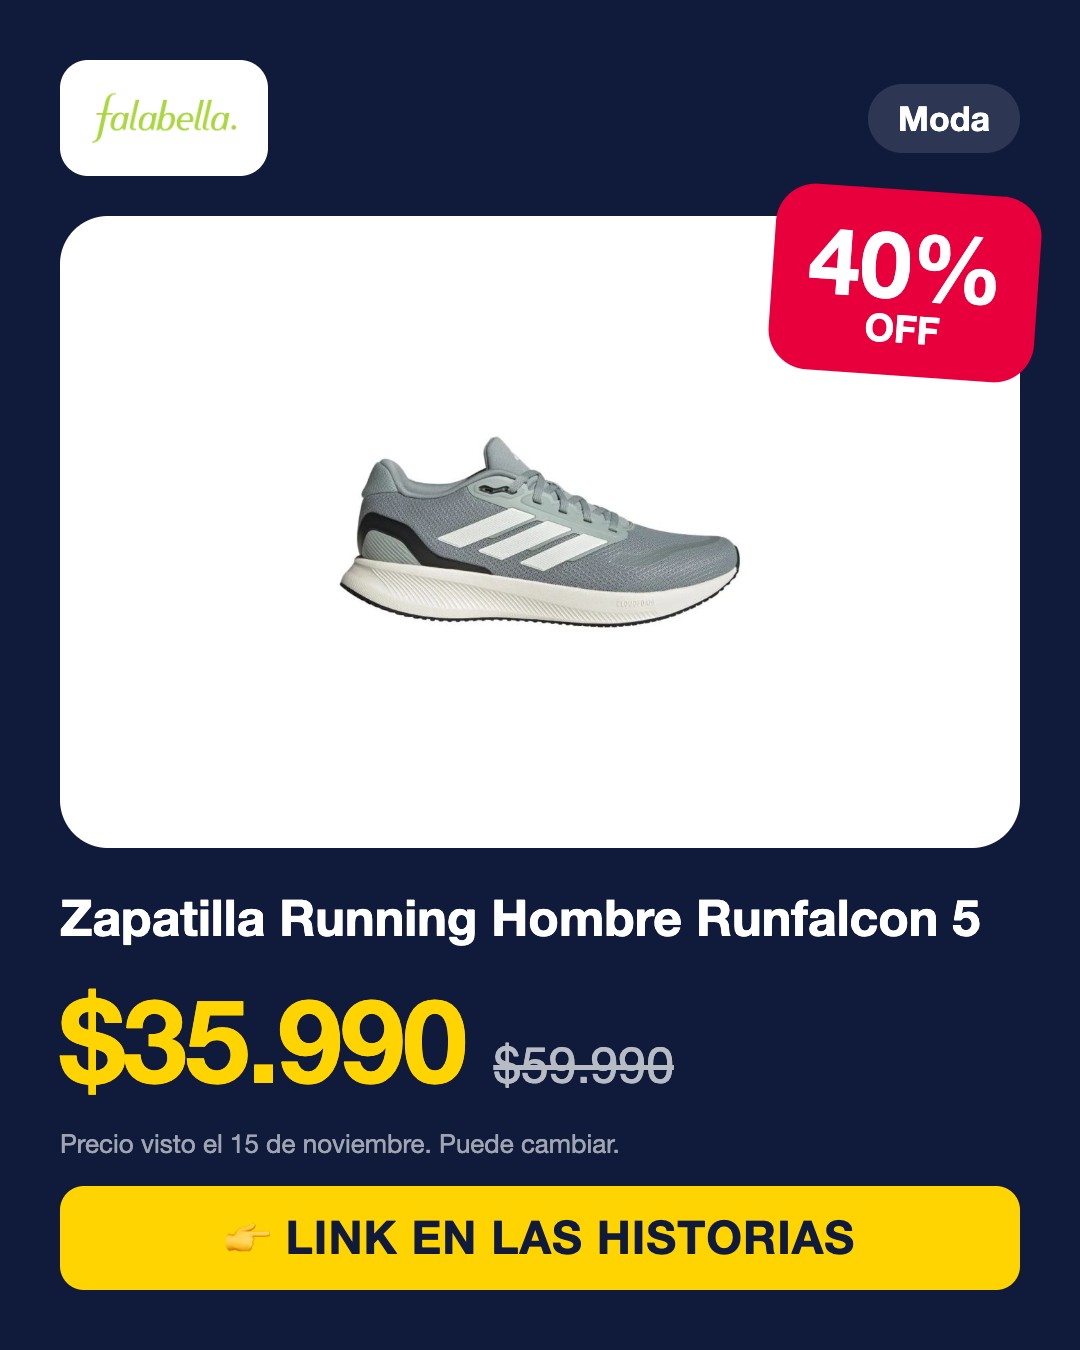 falabella.
Moda
40%
OFF
Zapatilla Running Hombre Runfalcon 5
$35.990 $59.990
Precio visto el 15 de noviembre. Puede cambiar.
👉 LINK EN LAS HISTORIAS